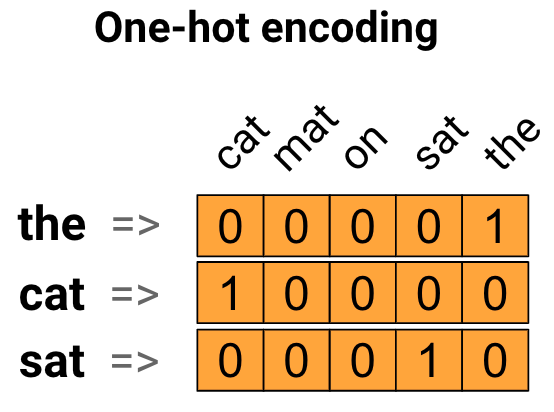 One-hot encoding
cat mat on sat the
the => 0 0 0 0 1
cat => 1 0 0 0 0
sat => 0 0 0 1 0